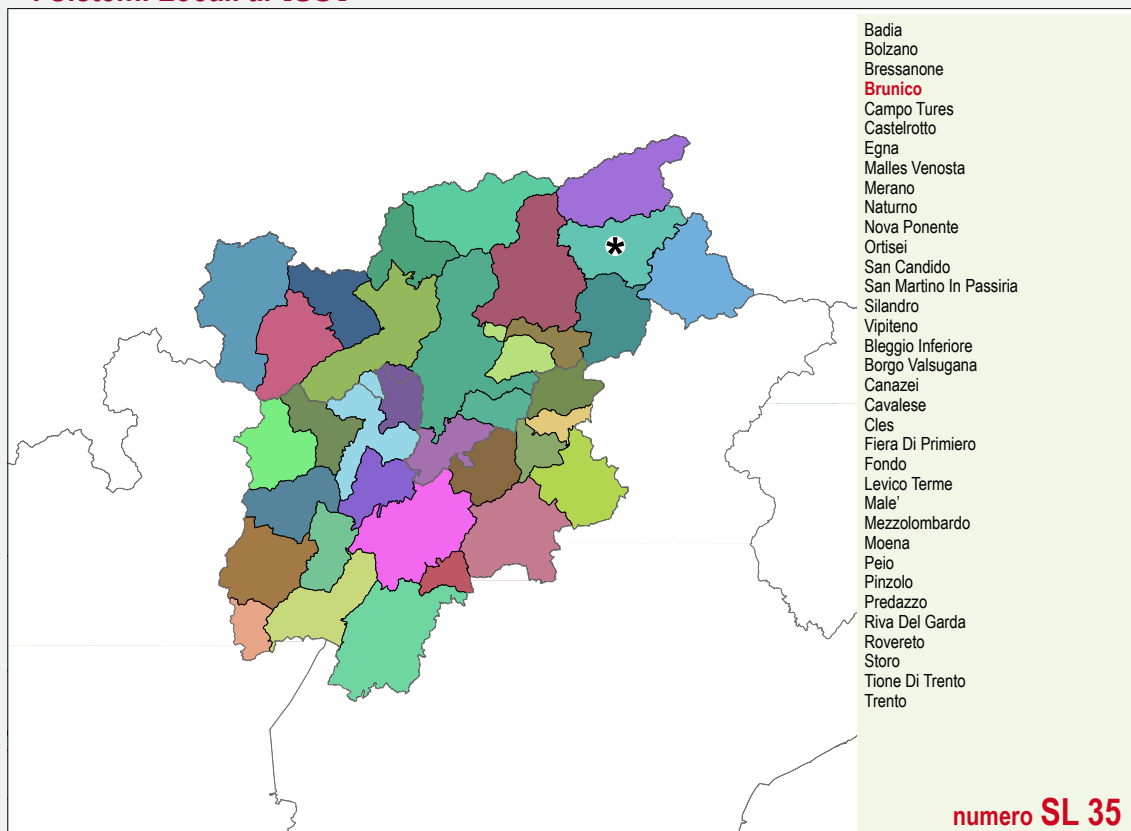 Badia
Bolzano
Bressanone
Brunico
Campo Tures
Castelrotto
Egna
Malles Venosta
Merano
Naturno
Nova Ponente
Ortisei
San Candido
San Martino In Passiria
Silandro
Vipiteno
Bleggio Inferiore
Borgo Valsugana
Canazei
Cavalese
Cles
Fiera Di Primiero
Fondo
Levico Terme
Male’
Mezzolombardo
Moena
Peio
Pinzolo
Predazzo
Riva Del Garda
Rovereto
Storo
Tione Di Trento
Trento
*
numero SL 35